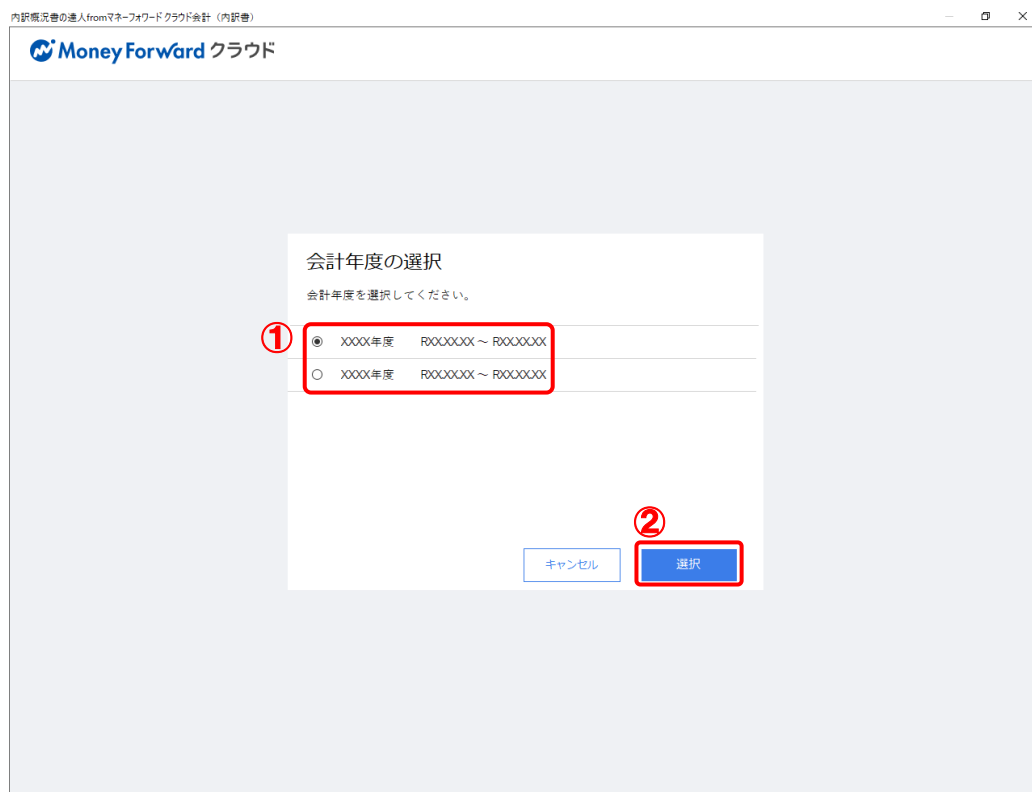 内訳概況書の達人fromマネーフォワード クラウド会計（内訳書）
Money Forward クラウド
会計年度の選択
会計年度を選択してください。
①
XXXX年度 RXX.XX.XX ～ RXX.XX.XX
XXXX年度 RXX.XX.XX ～ RXX.XX.XX
②
キャンセル 選択